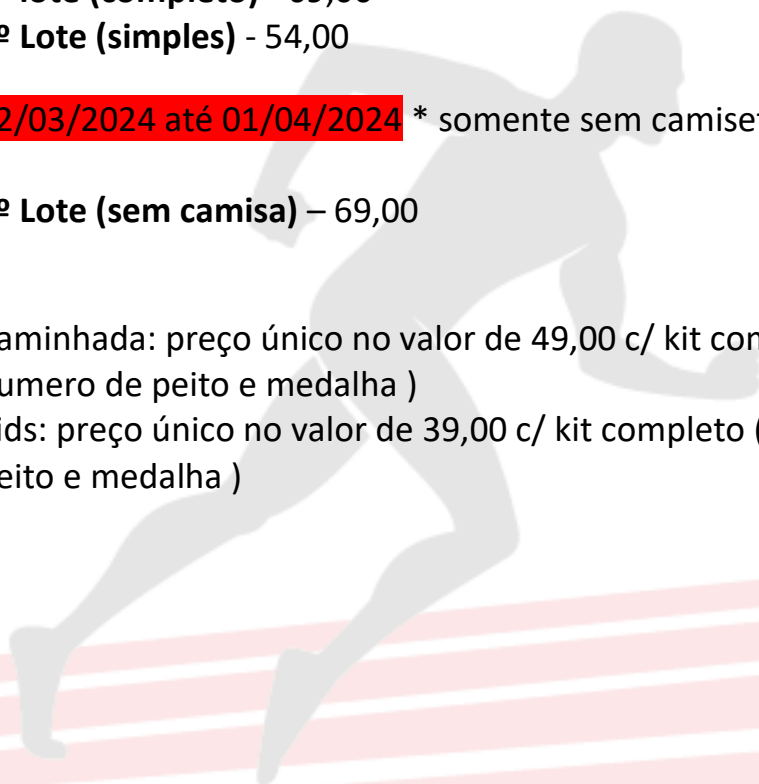 lote (completo)
º Lote (simples) - 54,00
2/03/2024 até 01/04/2024 * somente sem camiset
º Lote (sem camisa) – 69,00
aminhada: preço único no valor de 49,00 c/ kit com
umero de peito e medalha )
ids: preço único no valor de 39,00 c/ kit completo (
eito e medalha )